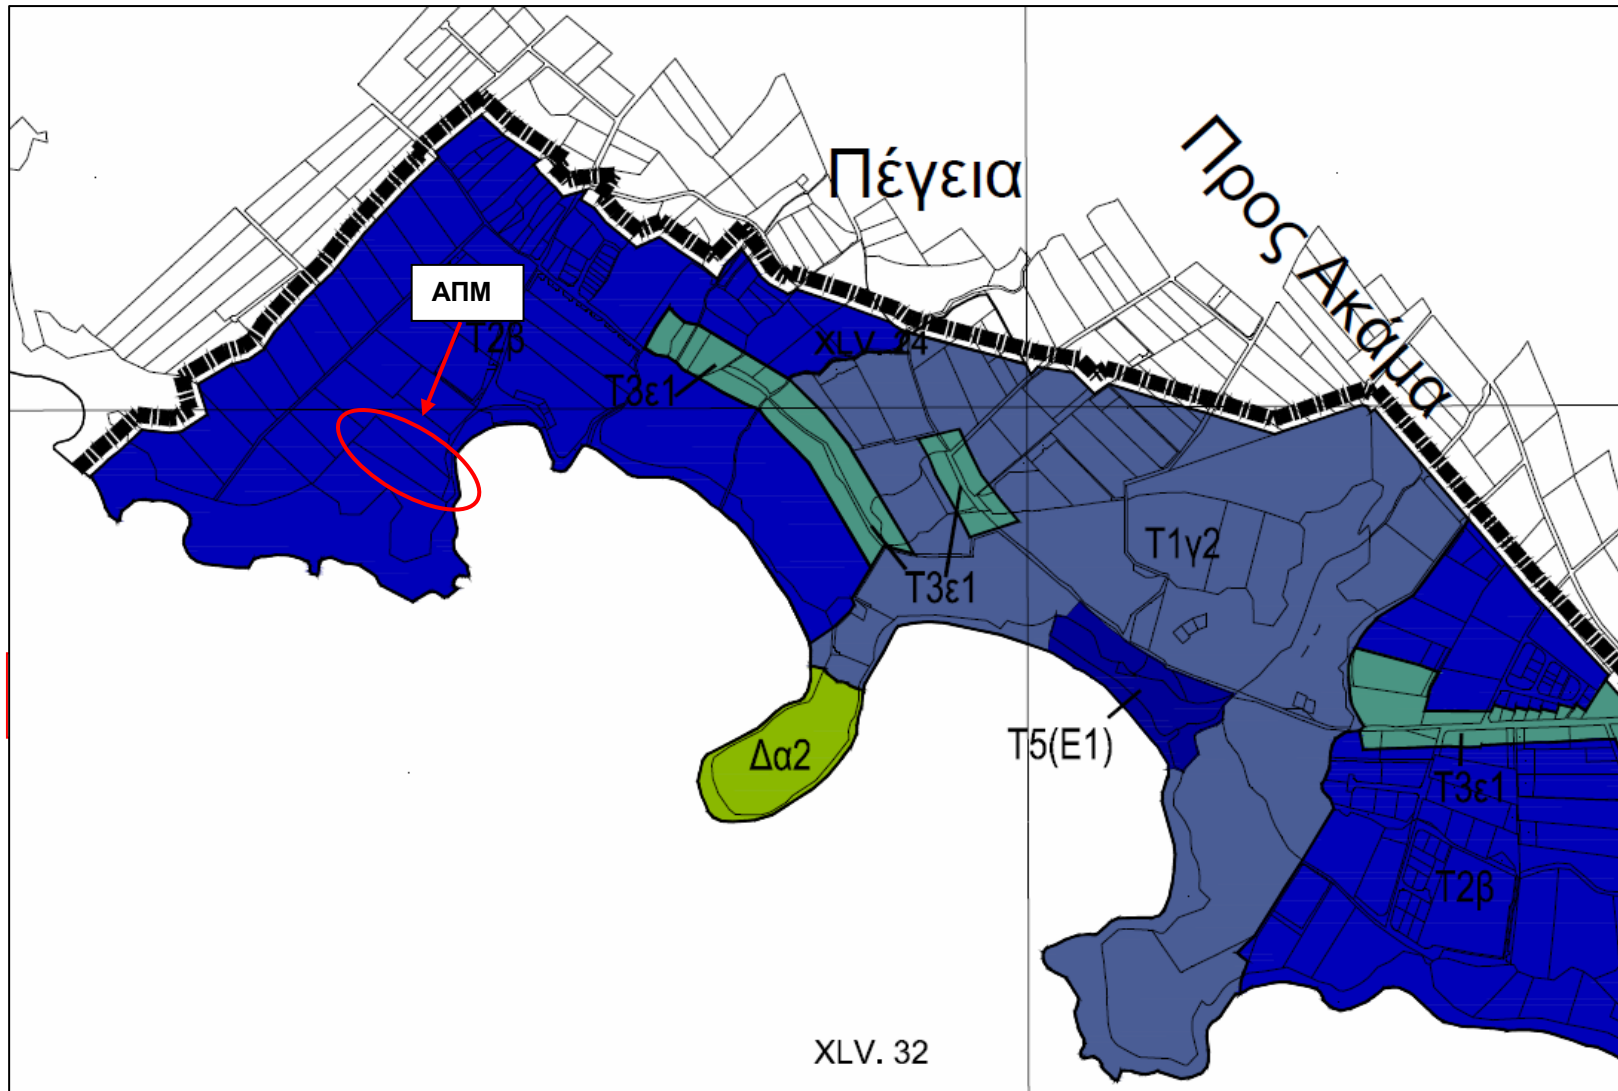 Πέγεια
Προς Ακάμα
ΑΠΜ
Τ2β
XLV. 24
Τ3ε1
Τ1γ2
Τ3ε1
Τ5(Ε1)
Δα2
Τ3ε1
Τ2β
XLV. 32